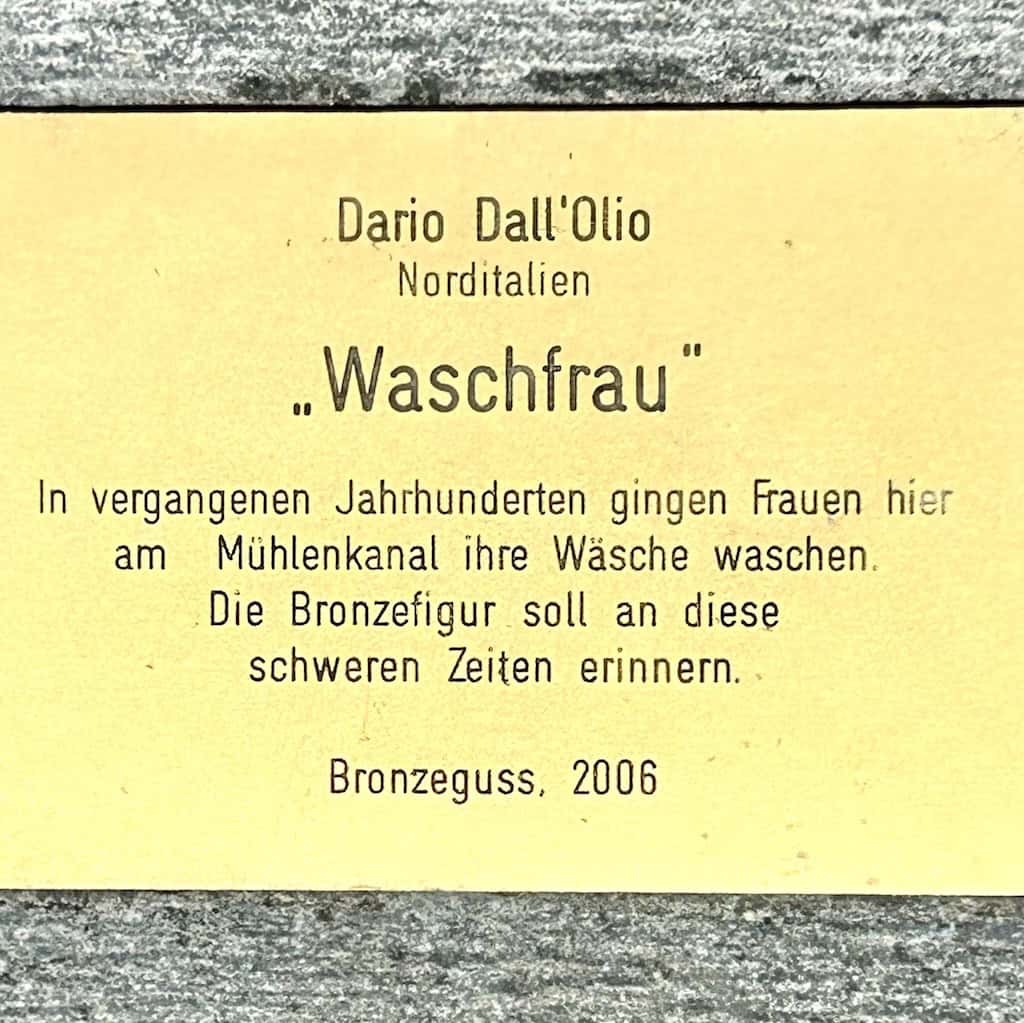 Dario Dall'Olio
Norditalien
„Waschfrau"
In vergangenen Jahrhunderten gingen Frauen hier
am Mühlenkanal ihre Wäsche waschen.
Die Bronzefigur soll an diese
schweren Zeiten erinnern.
Bronzeguss, 2006